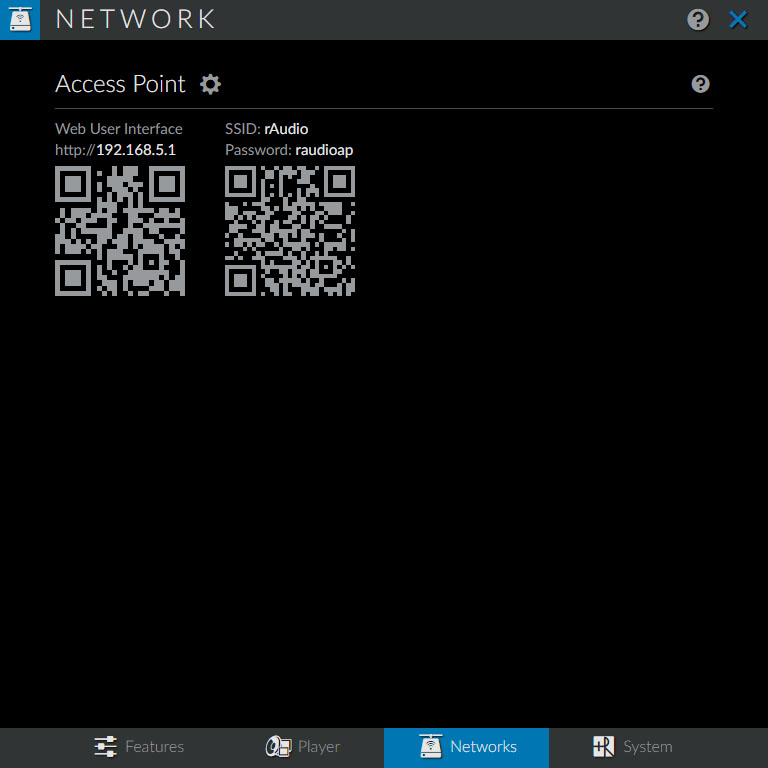 NETWORK
Access Point
Web User Interface
http://192.168.5.1
SSID: rAudio
Password: raudioap
Features
Player
Networks
System